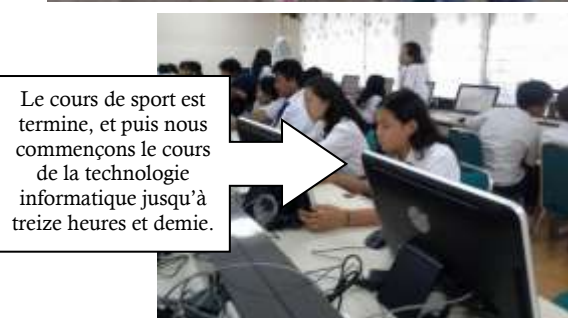 Le cours de sport est
termine, et puis nous
commençons le cours
de la technologie
informatique jusqu'à
treize heures et demie.